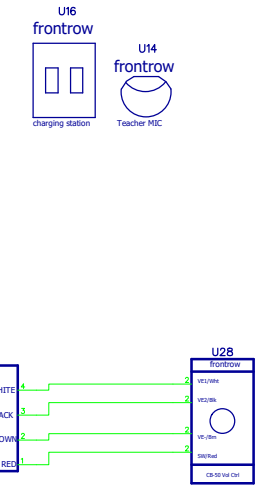 U16
frontrow
charging station
U14
frontrow
Teacher MIC
U28
frontrow
HITE 4 2 VE1/Wht
ACK 3 2 VE2/Blk
OWN 2 2 VE-/Brn
RED 1 2 SW/Red
CB-50 Vol Ctrl